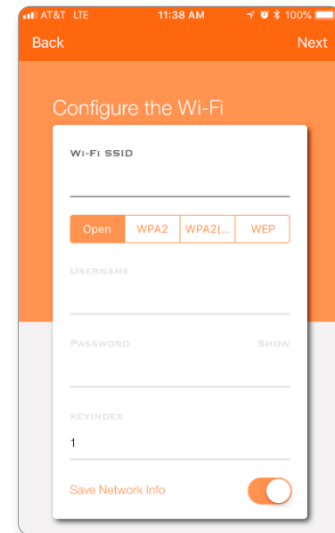 AT&T LTE 11:38 AM 100%
Back Next
Configure the Wi-Fi
WI-FI SSID
Open WPA2 WPA2(... WEP
USERNAME
PASSWORD SHOW
KEYINDEX
1
Save Network Info